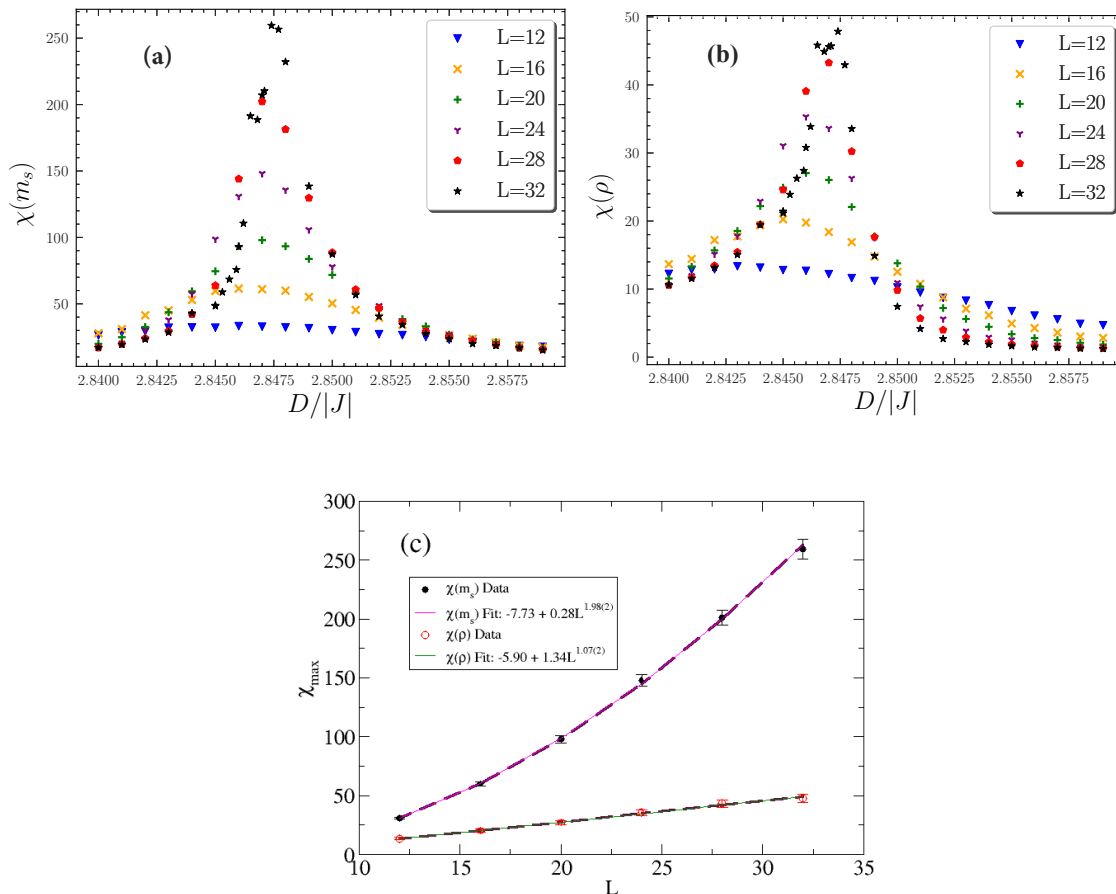 (a)
L=12
L=16
L=20
L=24
L=28
L=32
250
200
150
100
50
χ(m_s)
2.8400
2.8425
2.8450
2.8475
2.8500
2.8525
2.8550
2.8575
D/|J|
(b)
L=12
L=16
L=20
L=24
L=28
L=32
50
40
30
20
10
0
χ(ρ)
2.8400
2.8425
2.8450
2.8475
2.8500
2.8525
2.8550
2.8575
D/|J|
(c)
300
250
200
150
100
50
0
χ_max
χ(m_s) Data
χ(m_s) Fit: -7.73 + 0.28L^1.98(2)
χ(ρ) Data
χ(ρ) Fit: -5.90 + 1.34L^1.07(2)
10
15
20
25
30
35
L